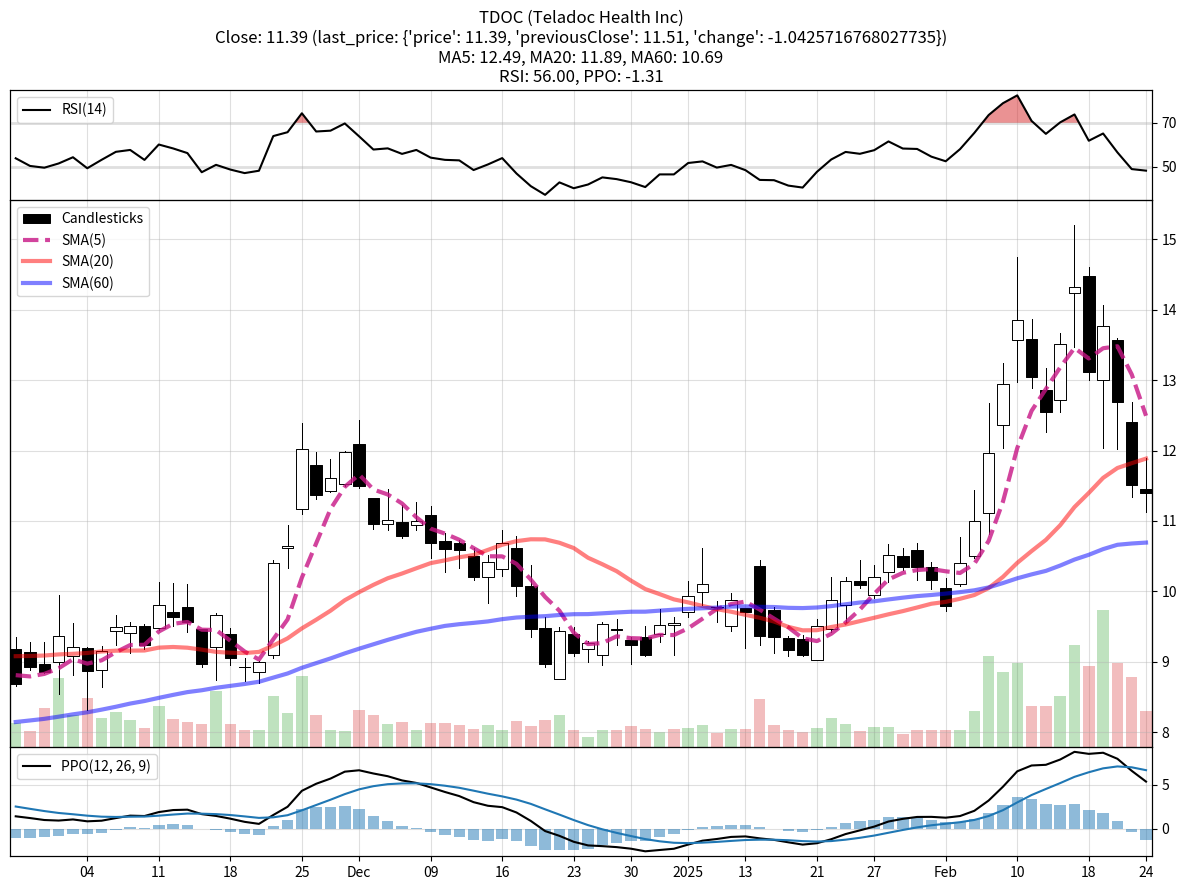 TDOC (Teladoc Health Inc)
Close: 11.39 (last_price: {'price': 11.39, 'previousClose': 11.51, 'change': -1.0425716768027735})
MA5: 12.49, MA20: 11.89, MA60: 10.69
RSI: 56.00, PPO: -1.31
RSI(14)
70
50
Candlesticks
SMA(5)
SMA(20)
SMA(60)
15
14
13
12
11
10
9
8
PPO(12, 26, 9)
5
0
04 11 18 25 Dec 09 16 23 30 2025 13 21 27 Feb 10 18 24